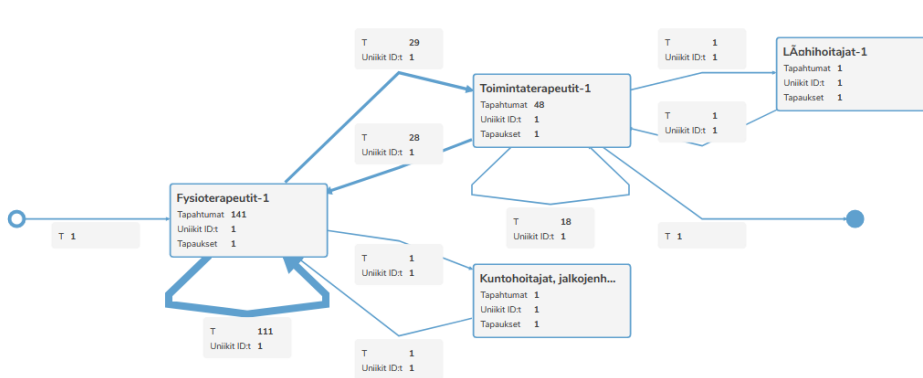 T 29
Uniikit ID:t 1
T 1
Uniikit ID:t 1
LÃ¤hihoitajat-1
Tapahtumat 1
Uniikit ID:t 1
Tapaukset 1
Toimintaterapeutit-1
Tapahtumat 48
Uniikit ID:t 1
Tapaukset 1
T 1
Uniikit ID:t 1
T 28
Uniikit ID:t 1
Fysioterapeutit-1
Tapahtumat 141
Uniikit ID:t 1
Tapaukset 1
T 1
T 18
Uniikit ID:t 1
T 1
T 1
Uniikit ID:t 1
Kuntohoitajat, jalkojenh...
Tapahtumat 1
Uniikit ID:t 1
Tapaukset 1
T 111
Uniikit ID:t 1
T 1
Uniikit ID:t 1